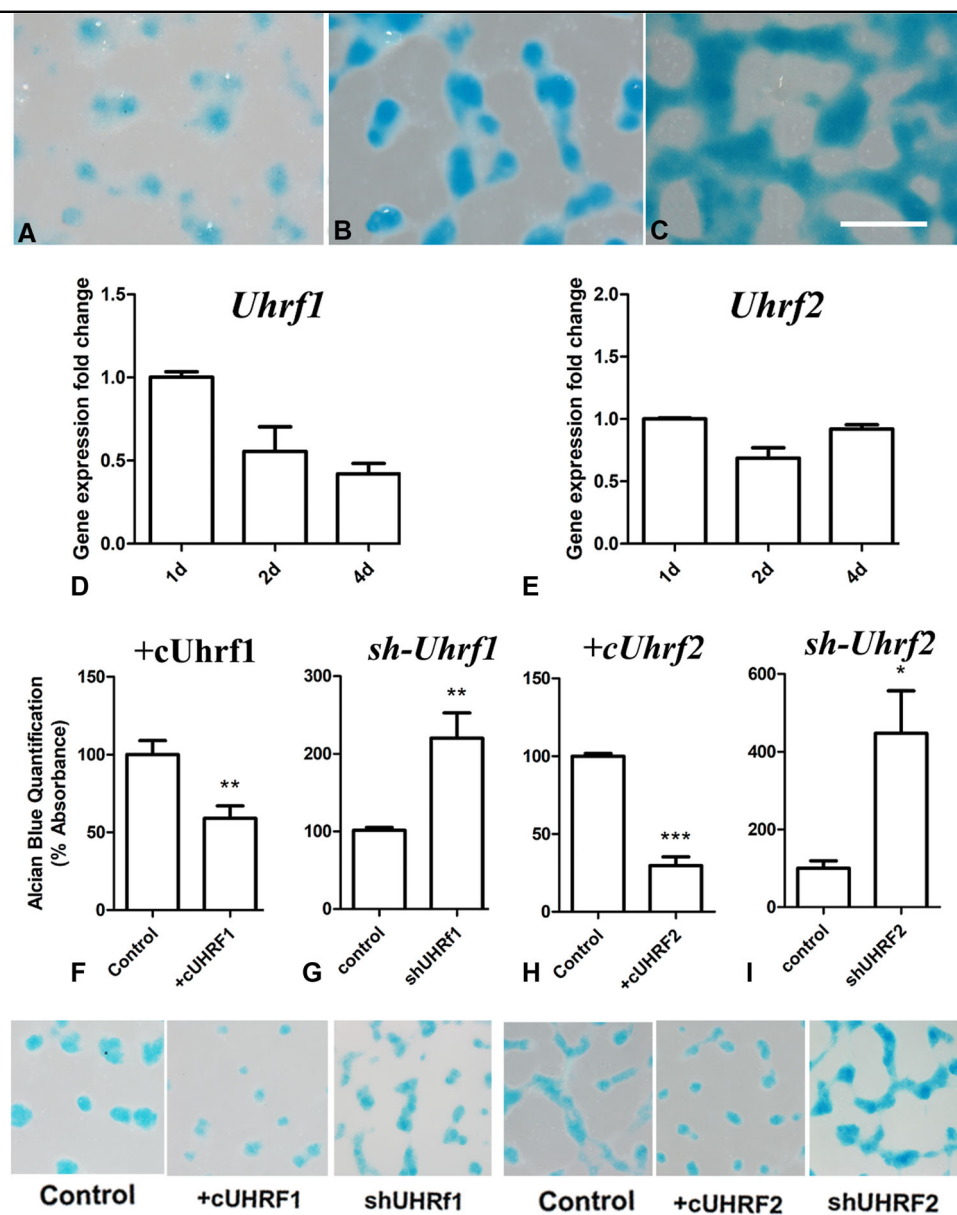 A
B
C
Uhrf1
Gene expression fold change
1.5
1.0
0.5
0.0
1d
2d
4d
D
Uhrf2
Gene expression fold change
2.0
1.5
1.0
0.5
0.0
1d
2d
4d
E
+cUhrf1
Alcian Blue Quantification
(% Absorbance)
150
100
50
0
**
Control
+cUHRF1
F
sh-Uhrf1
300
200
100
0
**
control
shUHRf1
G
+cUhrf2
150
100
50
0
***
Control
+cUHRF2
H
sh-Uhrf2
600
400
200
0
*
control
shUHRF2
I
Control
+cUHRF1
shUHRf1
Control
+cUHRF2
shUHRF2